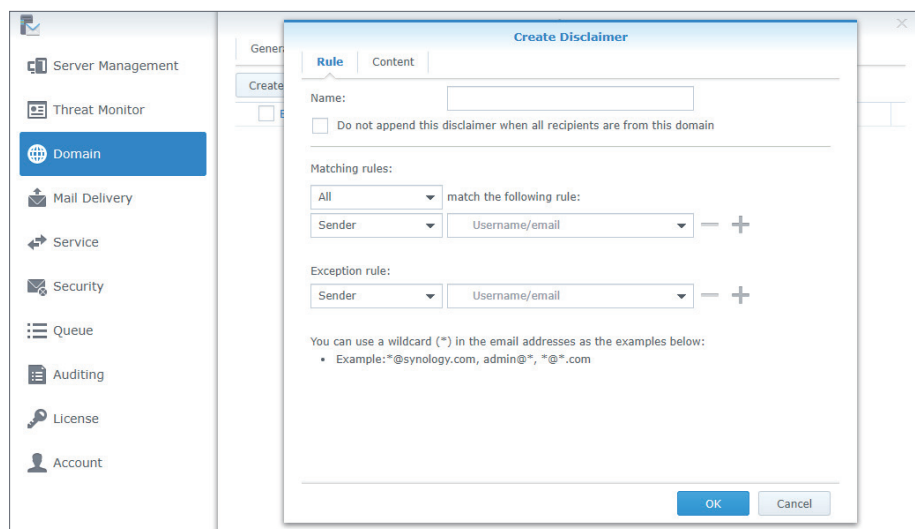 Create Disclaimer
Server Management
Threat Monitor
Domain
Mail Delivery
Service
Security
Queue
Auditing
License
Account
Rule Content
Create
Name:
Do not append this disclaimer when all recipients are from this domain
Matching rules:
All match the following rule:
Sender Username/email
Exception rule:
Sender Username/email
You can use a wildcard (*) in the email addresses as the examples below:
• Example:*@synology.com, admin@*, *@*.com
OK Cancel